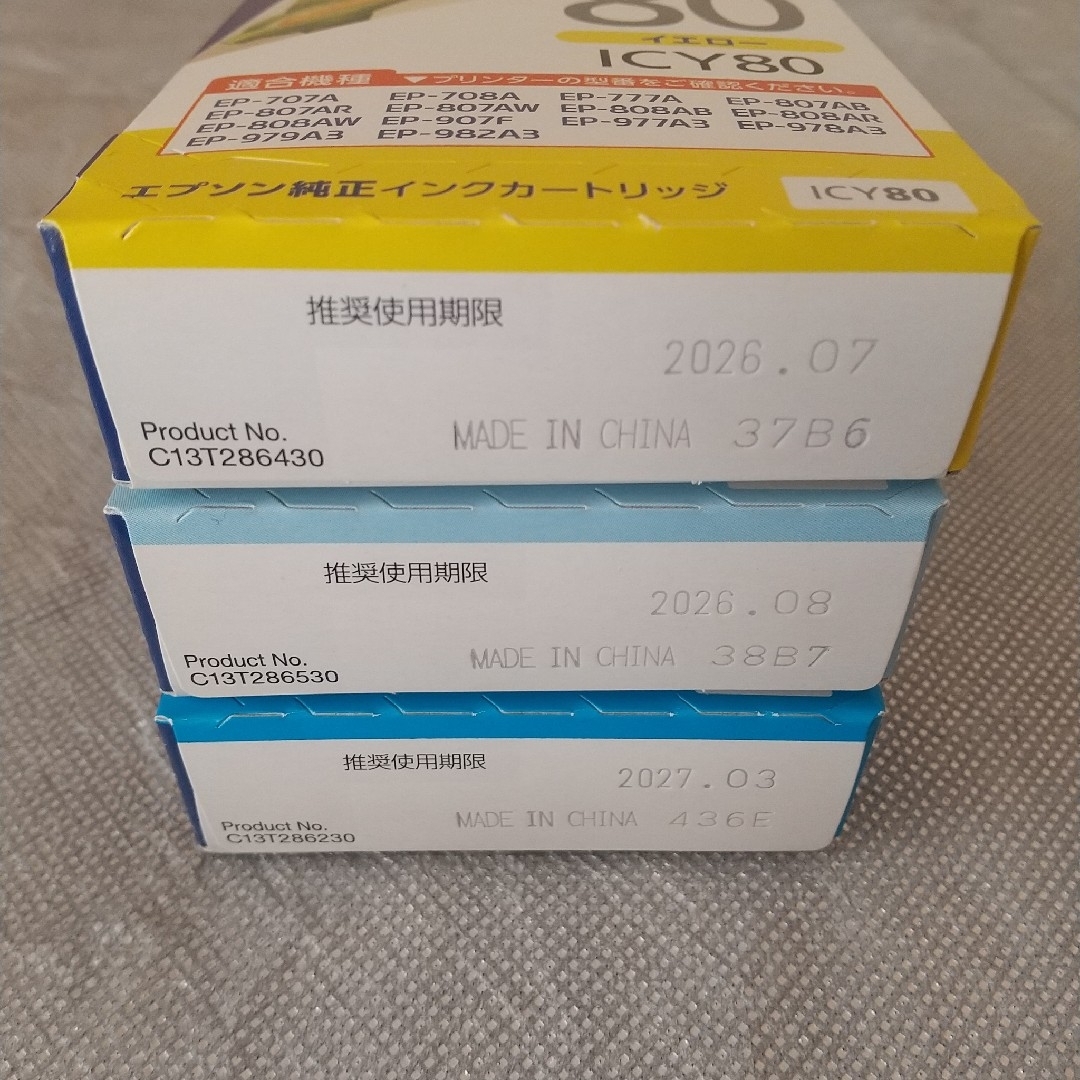 80
イエロー
ICY80
適合機種 ▼プリンターの型番をご確認ください。
EP-707A EP-708A EP-777A EP-807AB
EP-807AR EP-807AW EP-808AB EP-808AR
EP-808AW EP-907F EP-977A3 EP-978A3
EP-979A3 EP-982A3
エプソン純正インクカートリッジ ICY80
推奨使用期限
2026.07
Product No. MADE IN CHINA 37B6
C13T286430
推奨使用期限
2026.08
Product No. MADE IN CHINA 38B7
C13T286530
推奨使用期限
2027.03
Product No. MADE IN CHINA 436E
C13T286230